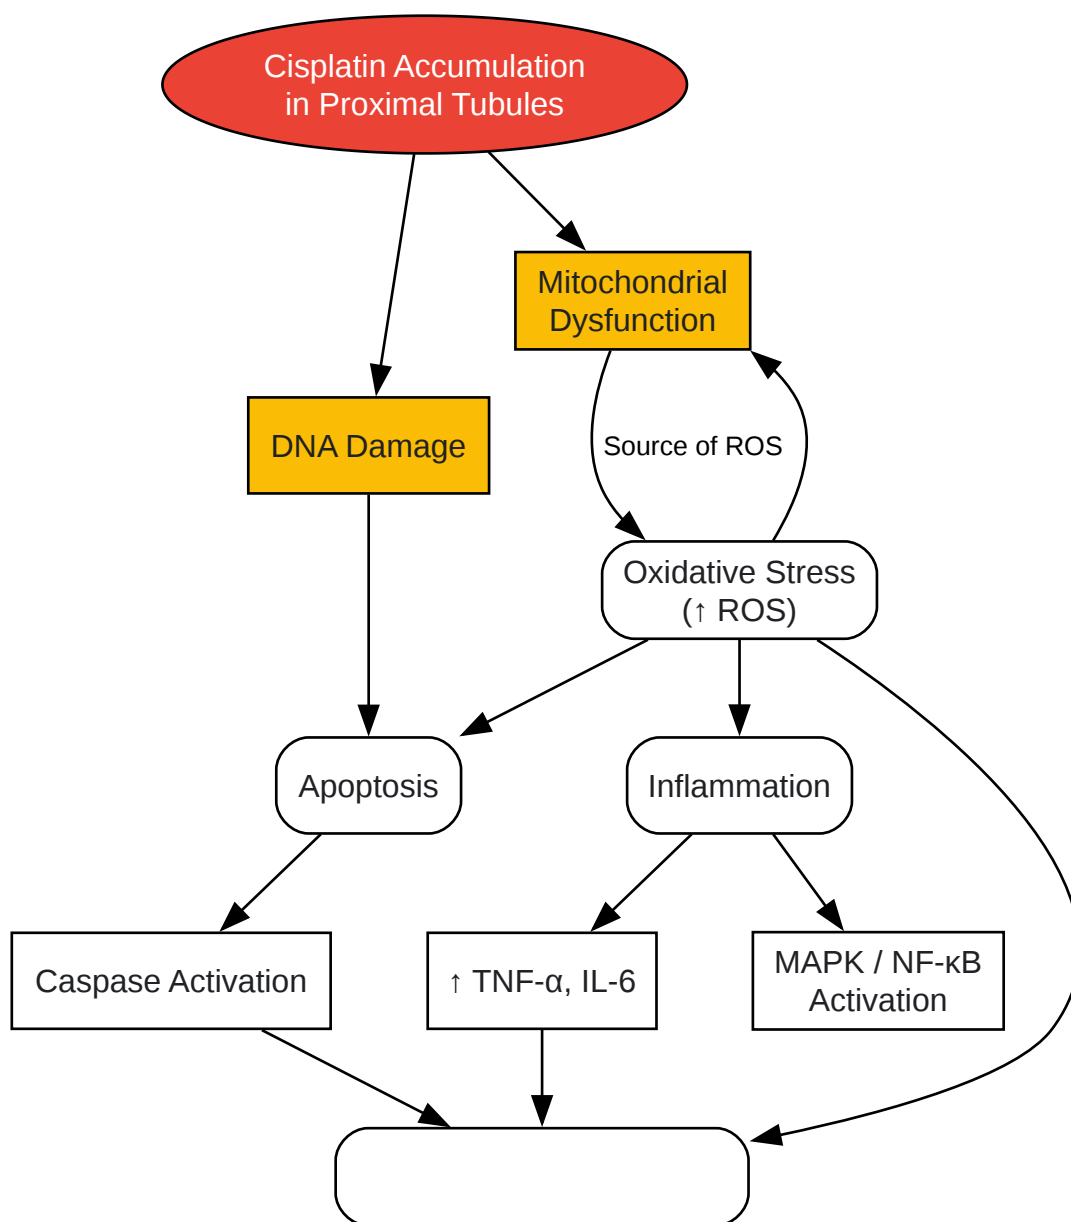 Cisplatin Accumulation
in Proximal Tubules
Mitochondrial
Dysfunction
DNA Damage
Source of ROS
Oxidative Stress
(↑ ROS)
Apoptosis
Inflammation
Caspase Activation
↑ TNF-α, IL-6
MAPK / NF-κB
Activation